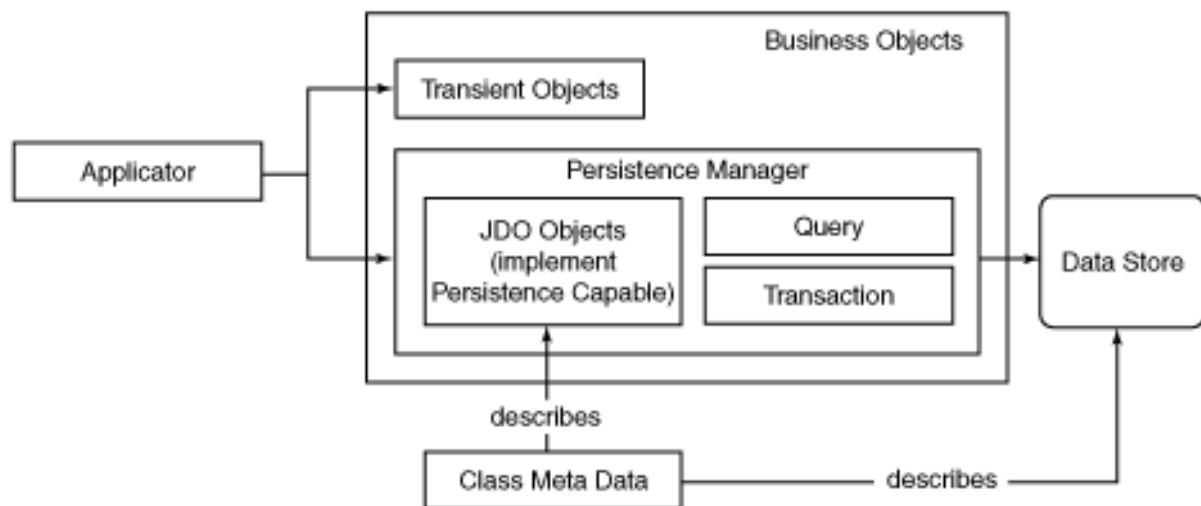 Business Objects
Transient Objects
Applicator
Persistence Manager
JDO Objects
(implement
Persistence Capable)
Query
Transaction
Data Store
describes
Class Meta Data
describes